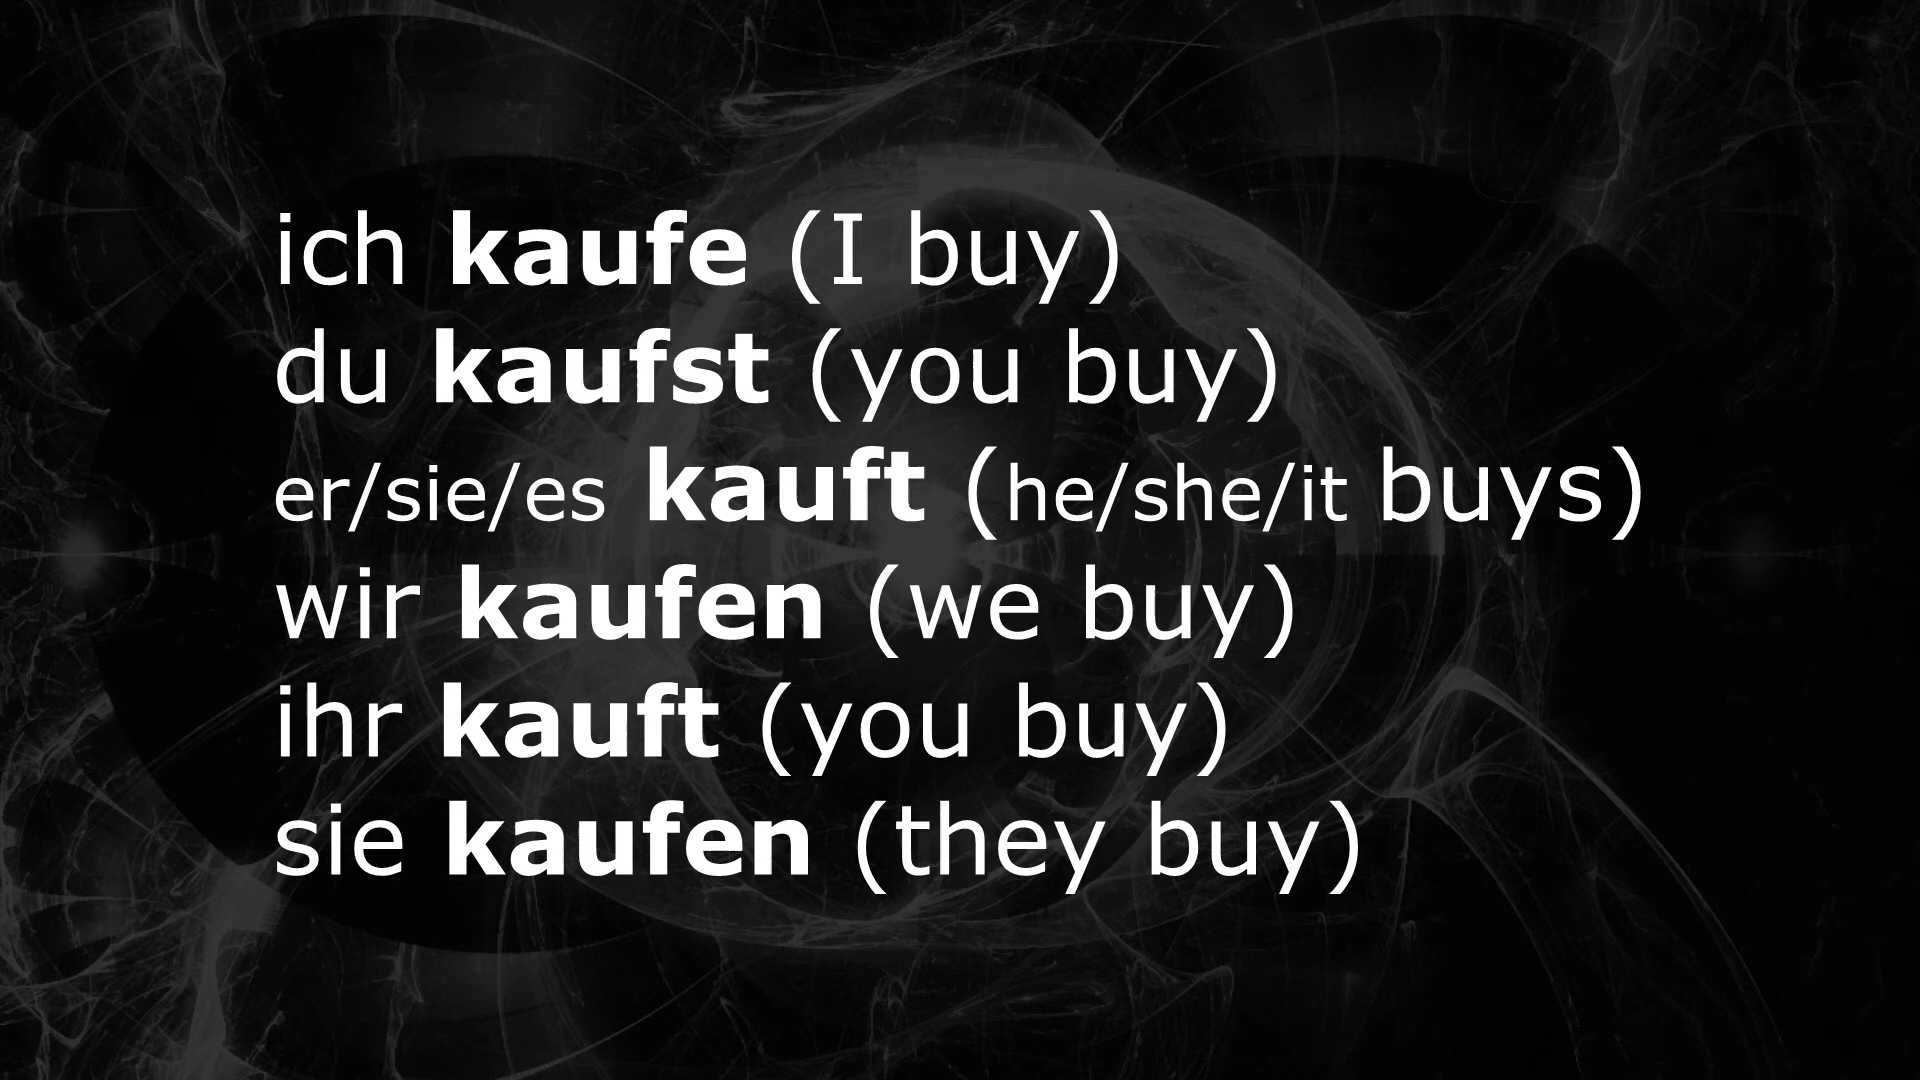 ich kaufe (I buy)
du kaufst (you buy)
er/sie/es kauft (he/she/it buys)
wir kaufen (we buy)
ihr kauft (you buy)
sie kaufen (they buy)